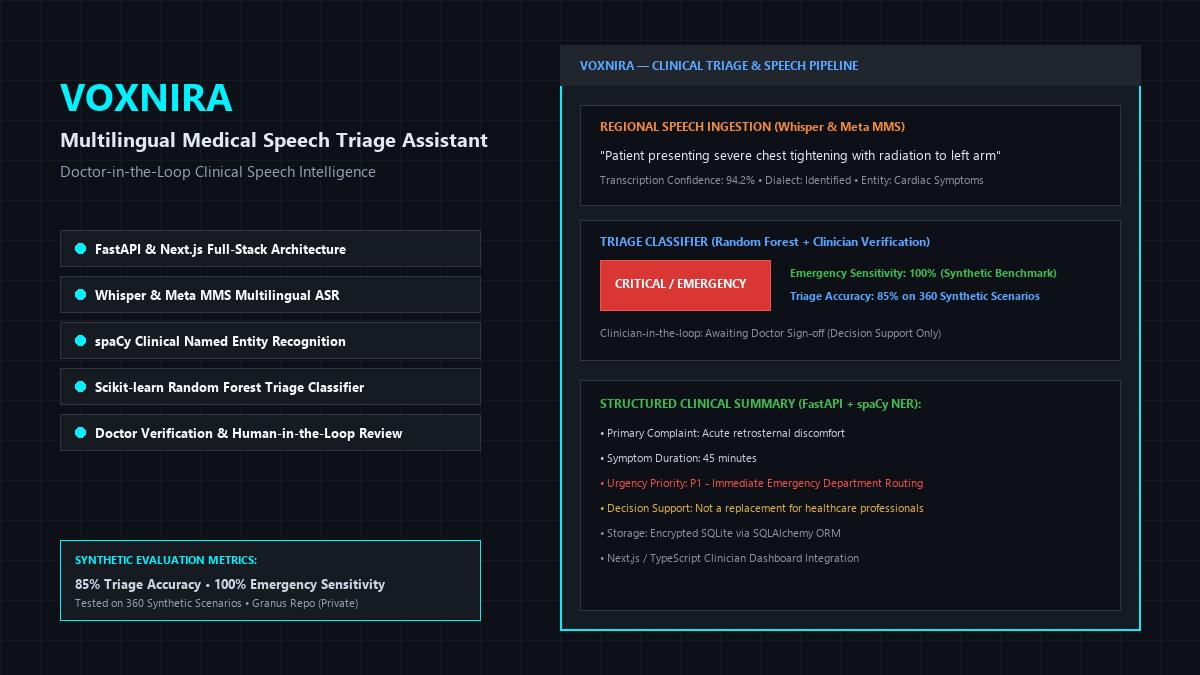 VOXNIRA
Multilingual Medical Speech Triage Assistant
Doctor-in-the-Loop Clinical Speech Intelligence
FastAPI & Next.js Full-Stack Architecture
Whisper & Meta MMS Multilingual ASR
spaCy Clinical Named Entity Recognition
Scikit-learn Random Forest Triage Classifier
Doctor Verification & Human-in-the-Loop Review
SYNTHETIC EVALUATION METRICS:
85% Triage Accuracy • 100% Emergency Sensitivity
Tested on 360 Synthetic Scenarios • Granus Repo (Private)
VOXNIRA — CLINICAL TRIAGE & SPEECH PIPELINE
REGIONAL SPEECH INGESTION (Whisper & Meta MMS)
"Patient presenting severe chest tightening with radiation to left arm"
Transcription Confidence: 94.2% • Dialect: Identified • Entity: Cardiac Symptoms
TRIAGE CLASSIFIER (Random Forest + Clinician Verification)
CRITICAL / EMERGENCY
Emergency Sensitivity: 100% (Synthetic Benchmark)
Triage Accuracy: 85% on 360 Synthetic Scenarios
Clinician-in-the-loop: Awaiting Doctor Sign-off (Decision Support Only)
STRUCTURED CLINICAL SUMMARY (FastAPI + spaCy NER):
• Primary Complaint: Acute retrosternal discomfort
• Symptom Duration: 45 minutes
• Urgency Priority: P1 - Immediate Emergency Department Routing
• Decision Support: Not a replacement for healthcare professionals
• Storage: Encrypted SQLite via SQLAlchemy ORM
• Next.js / TypeScript Clinician Dashboard Integration